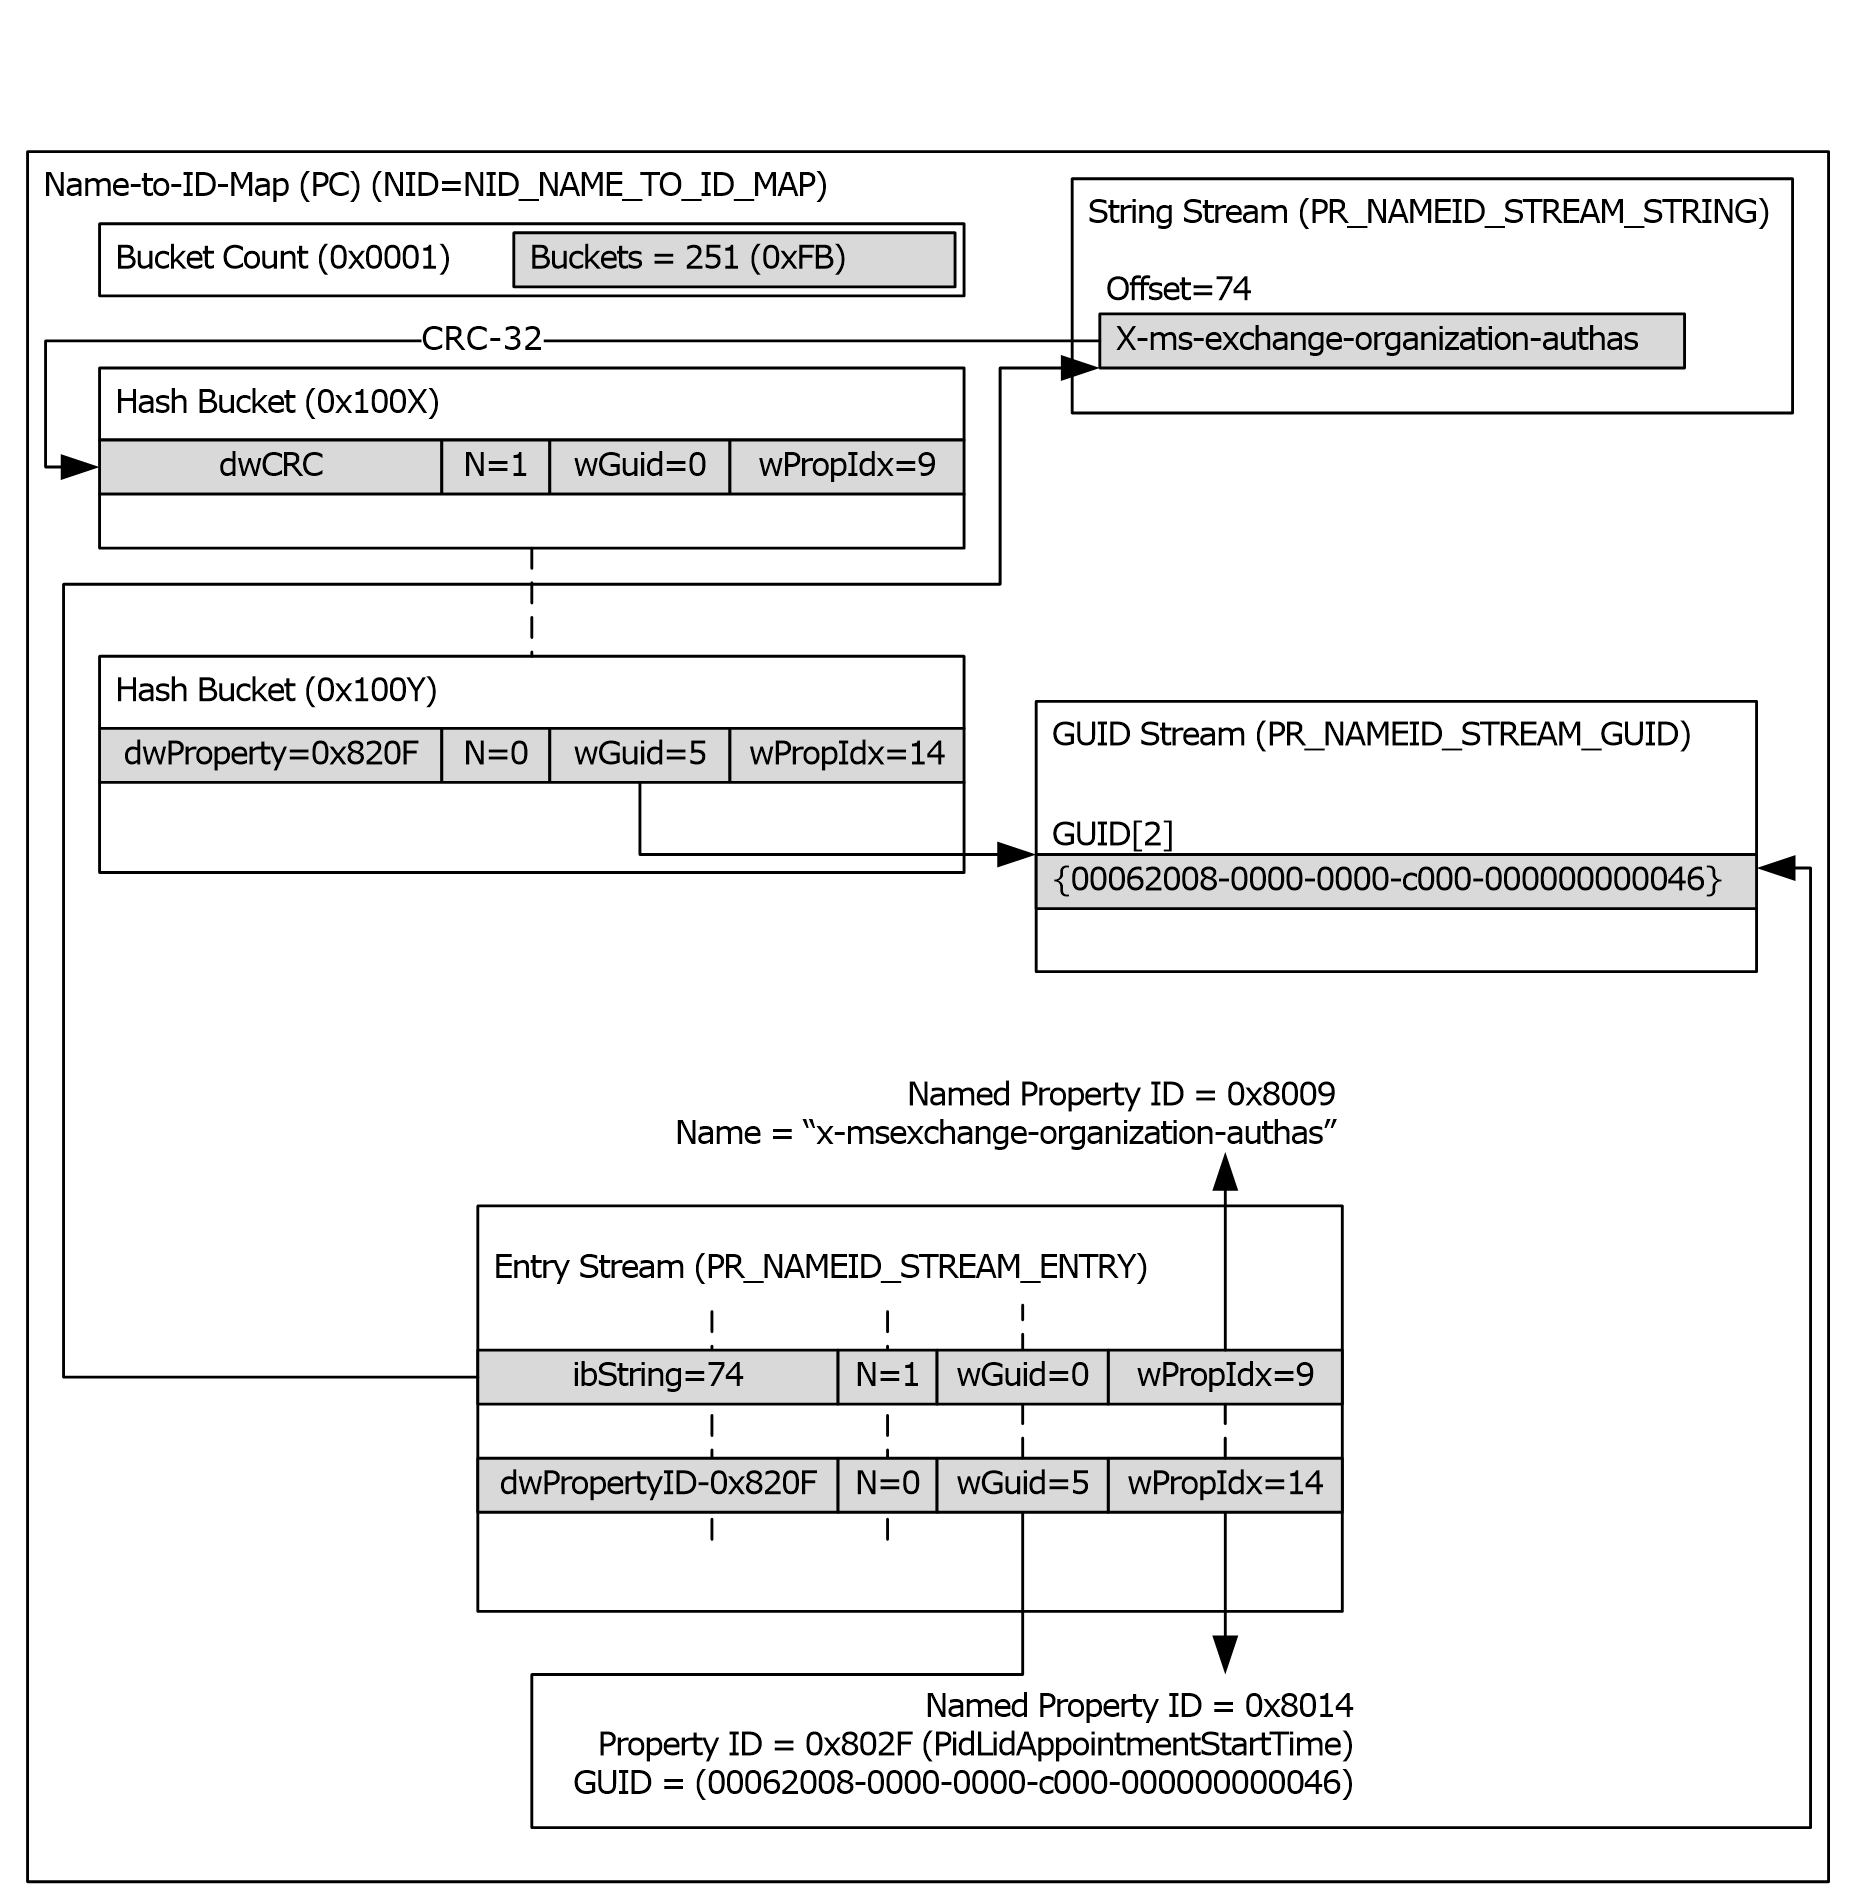 Name-to-ID-Map (PC) (NID=NID_NAME_TO_ID_MAP)
Bucket Count (0x0001)
Buckets = 251 (0xFB)
String Stream (PR_NAMEID_STREAM_STRING)
Offset=74
X-ms-exchange-organization-authas
CRC-32
Hash Bucket (0x100X)
dwCRC N=1 wGuid=0 wPropIdx=9
Hash Bucket (0x100Y)
dwProperty=0x820F N=0 wGuid=5 wPropIdx=14
GUID Stream (PR_NAMEID_STREAM_GUID)
GUID[2]
{00062008-0000-0000-c000-000000000046}
Named Property ID = 0x8009
Name = “x-msexchange-organization-authas”
Entry Stream (PR_NAMEID_STREAM_ENTRY)
ibString=74 N=1 wGuid=0 wPropIdx=9
dwPropertyID-0x820F N=0 wGuid=5 wPropIdx=14
Named Property ID = 0x8014
Property ID = 0x802F (PidLidAppointmentStartTime)
GUID = (00062008-0000-0000-c000-000000000046)